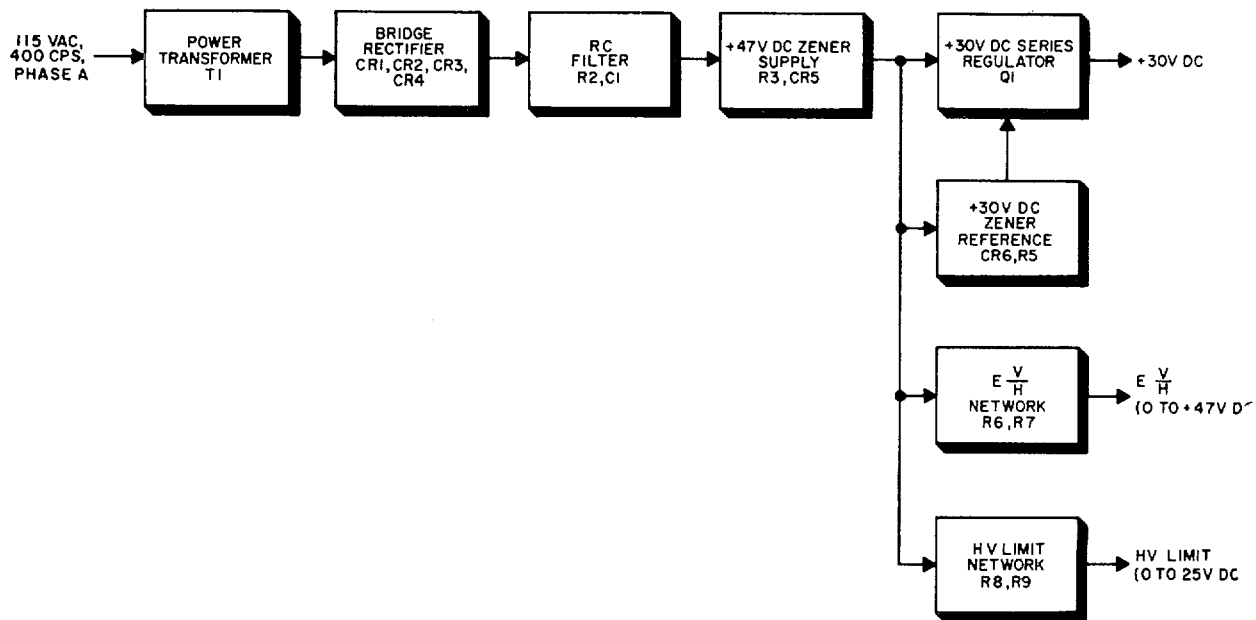 115 VAC,
400 CPS,
PHASE A
POWER
TRANSFORMER
T1
BRIDGE
RECTIFIER
CR1, CR2, CR3,
CR4
RC
FILTER
R2, C1
+47V DC ZENER
SUPPLY
R3, CR5
+30V DC SERIES
REGULATOR
Q1
+30V DC
+30V DC
ZENER
REFERENCE
CR6, R5
E V/H
NETWORK
R6, R7
E V/H
(0 TO +47V D
HV LIMIT
NETWORK
R8, R9
HV LIMIT
(0 TO 25V DC